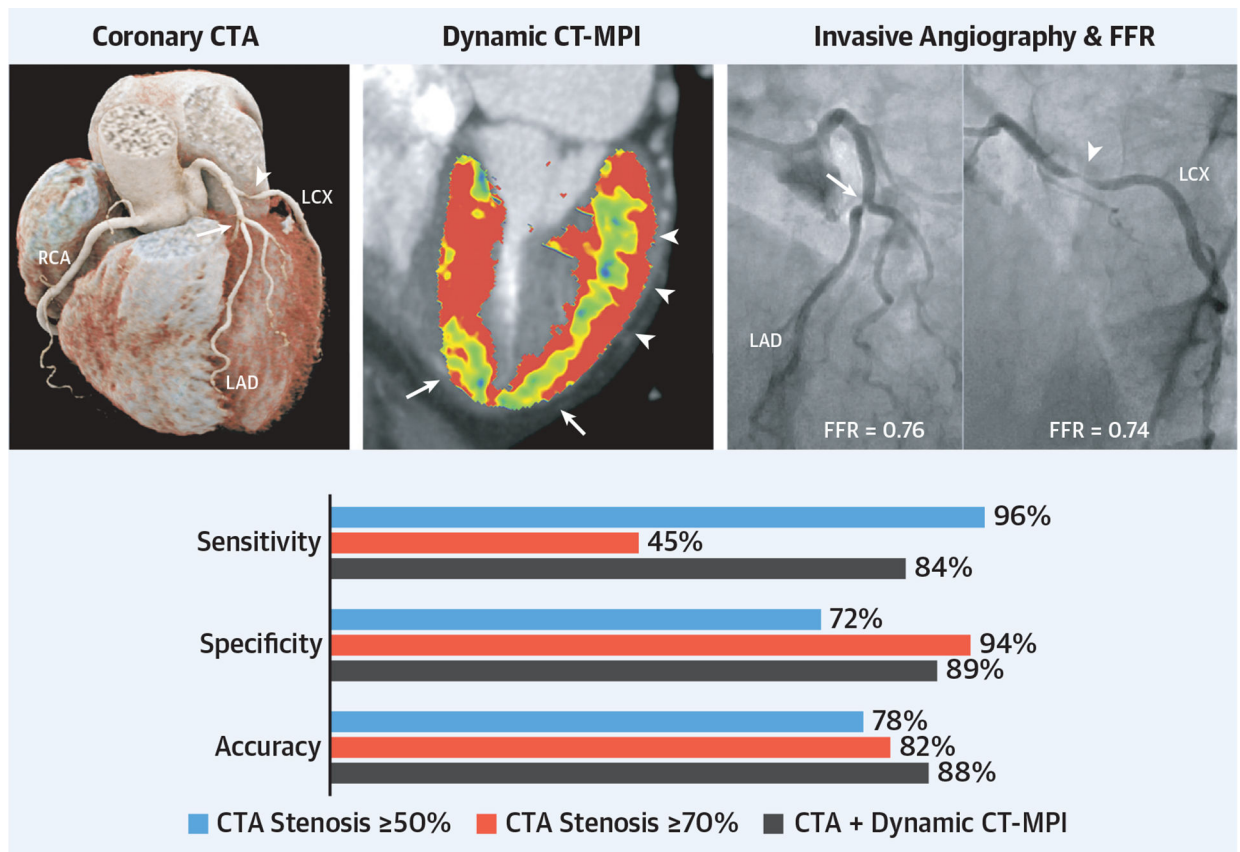 Coronary CTA
Dynamic CT-MPI
Invasive Angiography & FFR
LCX
RCA
LAD
LCX
LAD
FFR = 0.76
FFR = 0.74
Sensitivity
96%
45%
84%
Specificity
72%
94%
89%
Accuracy
78%
82%
88%
CTA Stenosis ≥50%
CTA Stenosis ≥70%
CTA + Dynamic CT-MPI